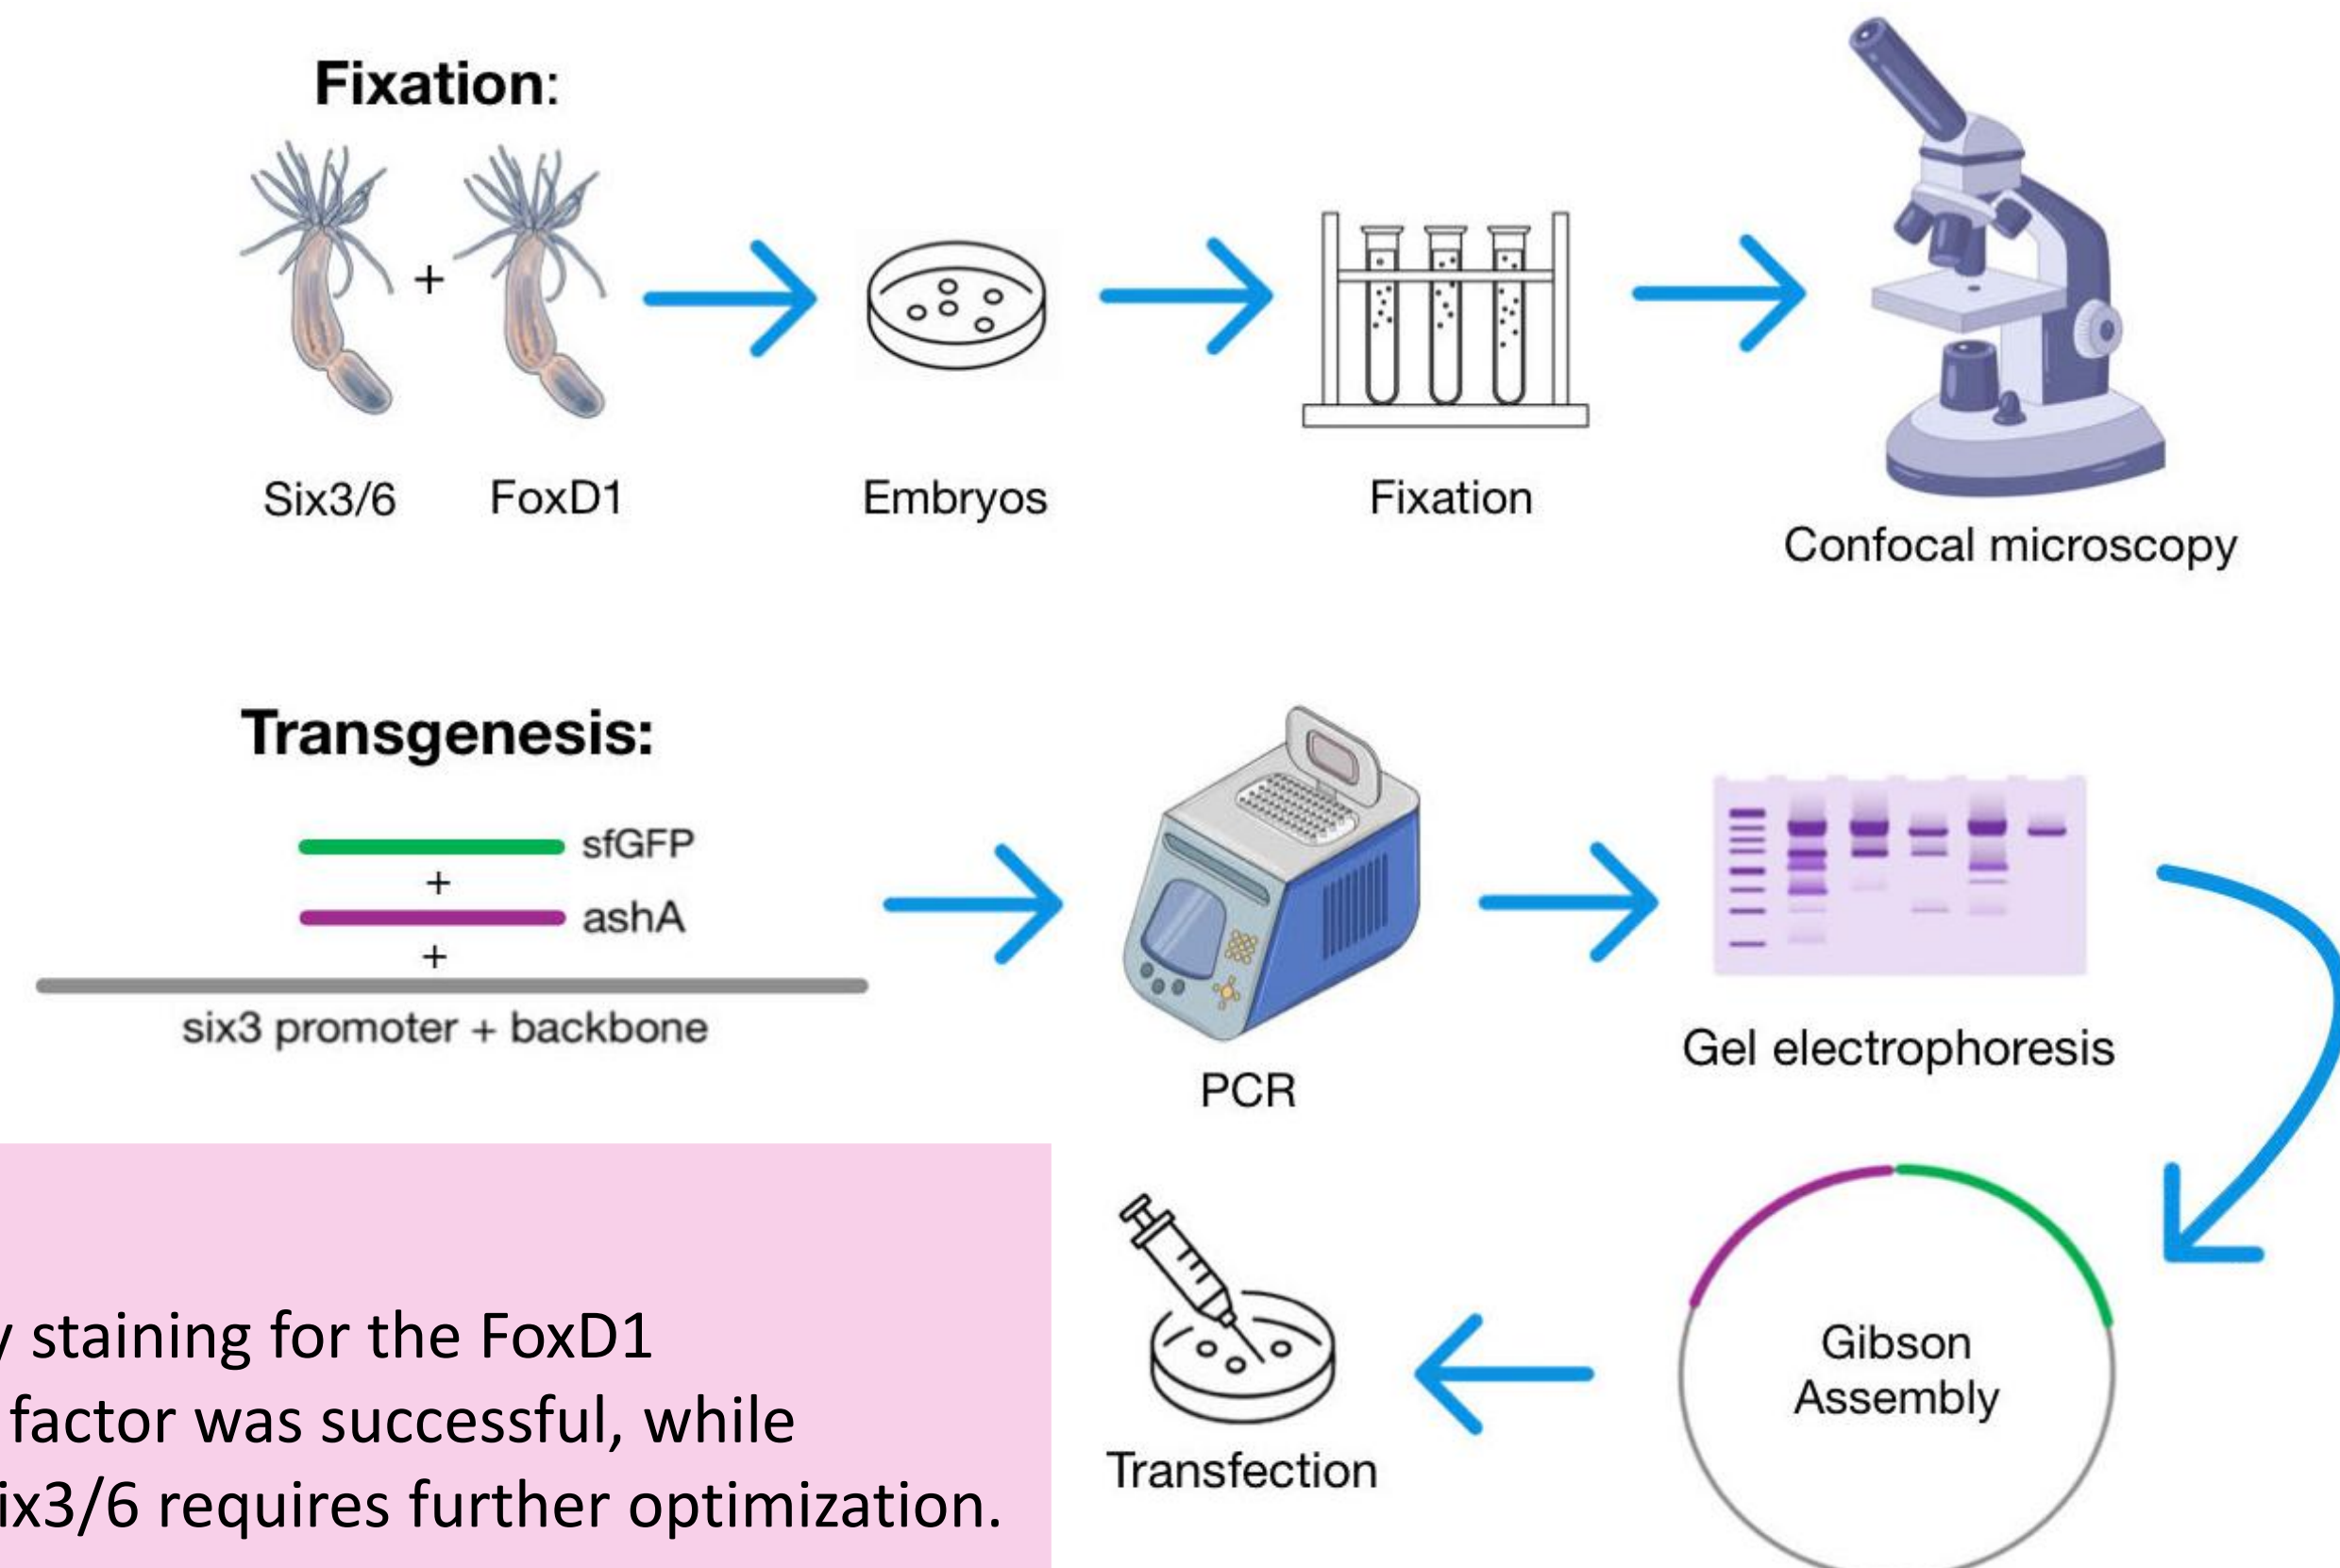 Fixation:
+
Six3/6 FoxD1 Embryos Fixation
Confocal microscopy
Transgenesis:
sfGFP
+
ashA
+
six3 promoter + backbone
PCR
Gel electrophoresis
Gibson
Assembly
Transfection
staining for the FoxD1
factor was successful, while
ix3/6 requires further optimization.